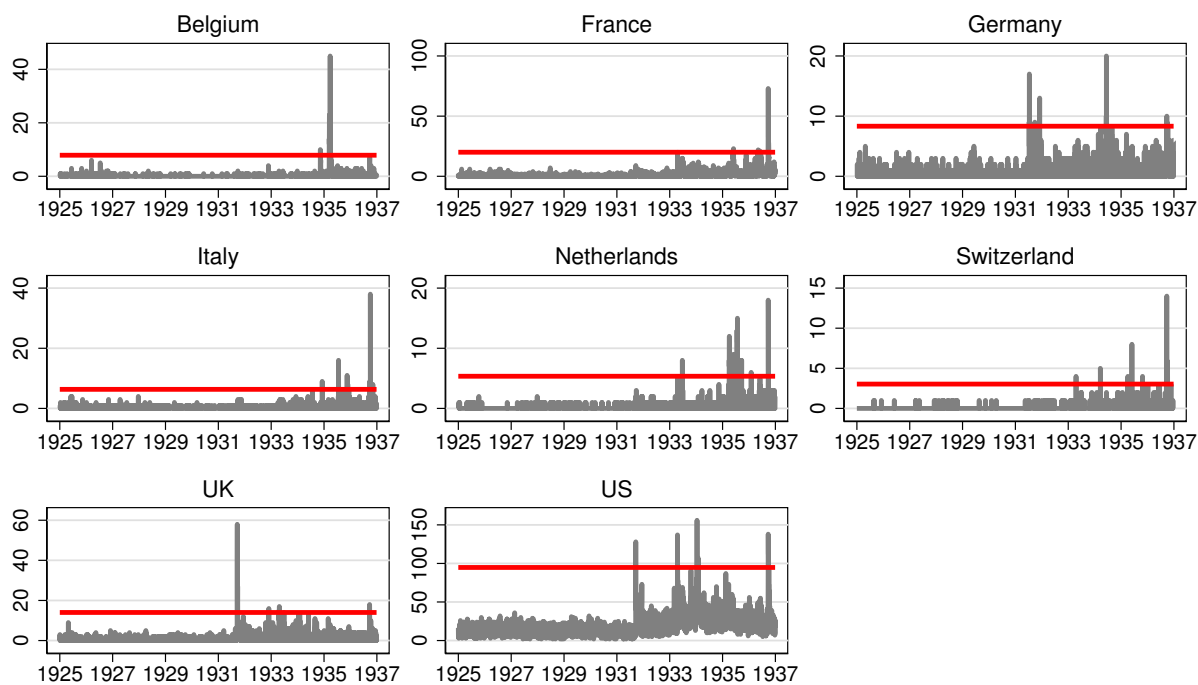 Belgium
0 20 40
1925 1927 1929 1931 1933 1935 1937
France
0 50 100
1925 1927 1929 1931 1933 1935 1937
Germany
0 10 20
1925 1927 1929 1931 1933 1935 1937
Italy
0 20 40
1925 1927 1929 1931 1933 1935 1937
Netherlands
0 10 20
1925 1927 1929 1931 1933 1935 1937
Switzerland
0 5 10 15
1925 1927 1929 1931 1933 1935 1937
UK
0 20 40 60
1925 1927 1929 1931 1933 1935 1937
US
0 50 100 150
1925 1927 1929 1931 1933 1935 1937